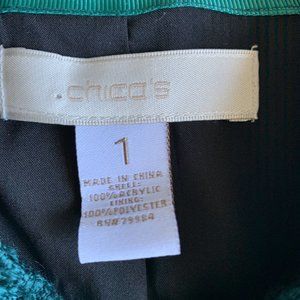 chico's
1
MADE IN CHINA
SHELL:
100% ACRYLIC
LINING:
100% POLYESTER
RN# 79984